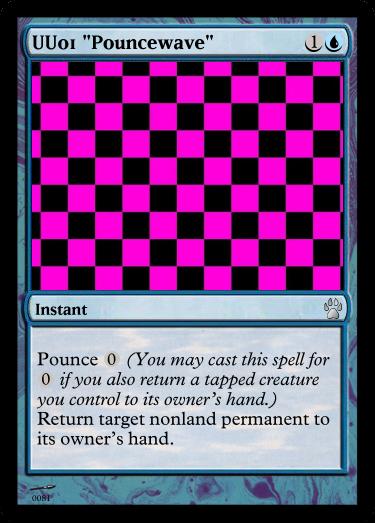 UU01 "Pouncewave" 1
Instant
Pounce 0 (You may cast this spell for
0 if you also return a tapped creature
you control to its owner's hand.)
Return target nonland permanent to
its owner's hand.
0081